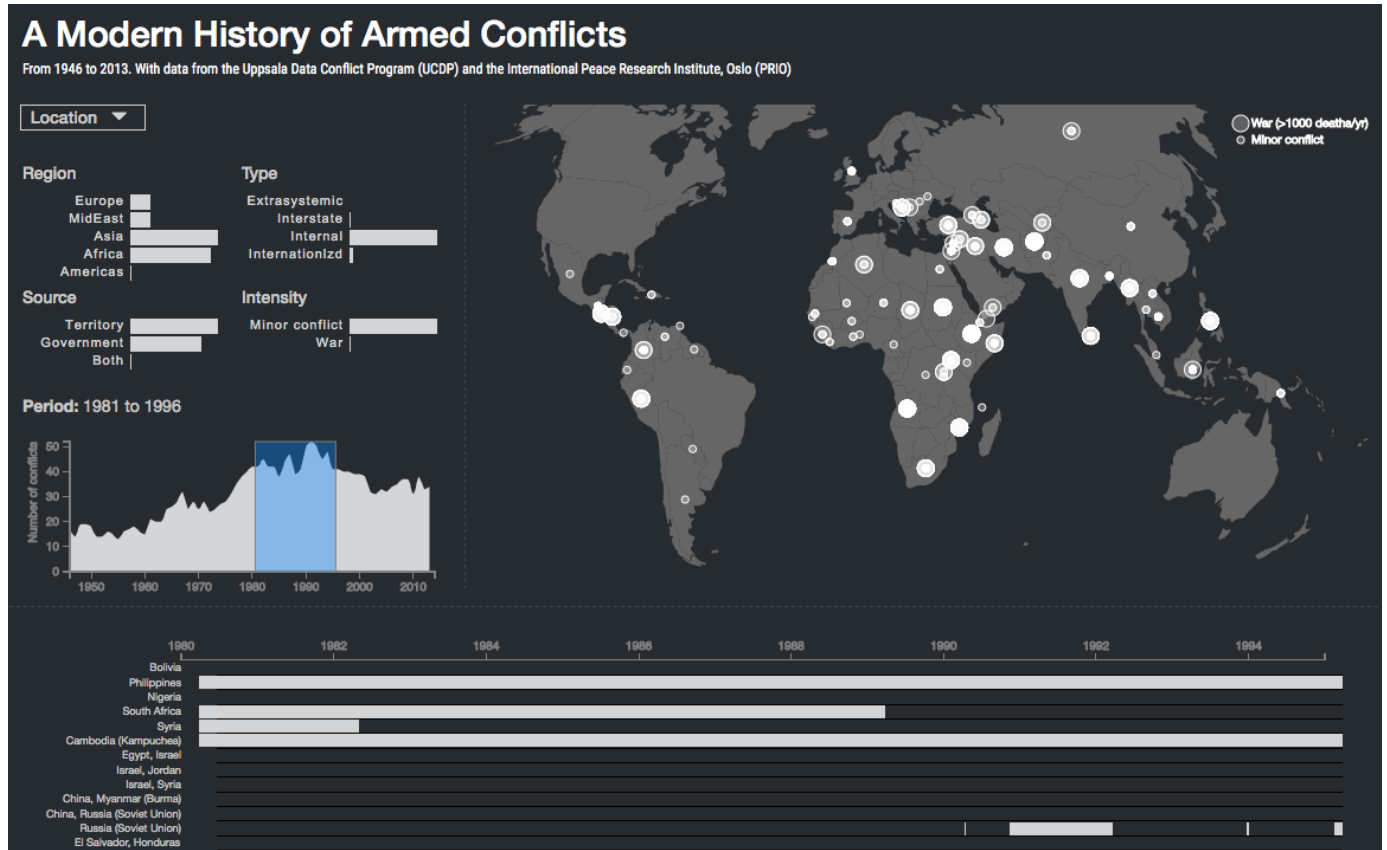 A Modern History of Armed Conflicts
From 1946 to 2013. With data from the Uppsala Data Conflict Program (UCDP) and the International Peace Research Institute, Oslo (PRIO)
Location
War (>1000 deaths/yr)
Minor conflict
Region
Europe
MidEast
Asia
Africa
Americas
Type
Extrasystemic
Interstate
Internal
Internationlzd
Source
Territory
Government
Both
Intensity
Minor conflict
War
Period: 1981 to 1996
Number of conflicts
50
40
30
20
10
0
1950 1960 1970 1980 1990 2000 2010
1980 1982 1984 1986 1988 1990 1992 1994
Bolivia
Philippines
Nigeria
South Africa
Syria
Cambodia (Kampuchea)
Egypt, Israel
Israel, Jordan
Israel, Syria
China, Myanmar (Burma)
China, Russia (Soviet Union)
Russia (Soviet Union)
El Salvador, Honduras